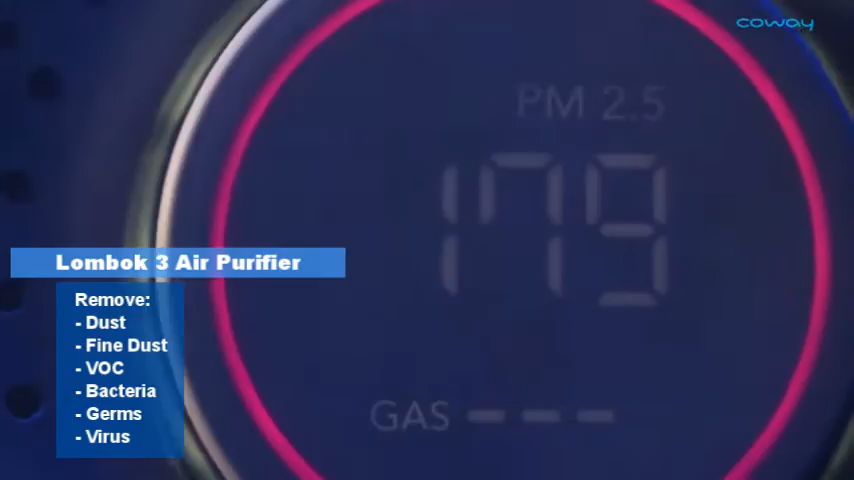 coway
PM 2.5
179
Lombok 3 Air Purifier
Remove:
- Dust
- Fine Dust
- VOC
- Bacteria
- Germs
- Virus
GAS ---